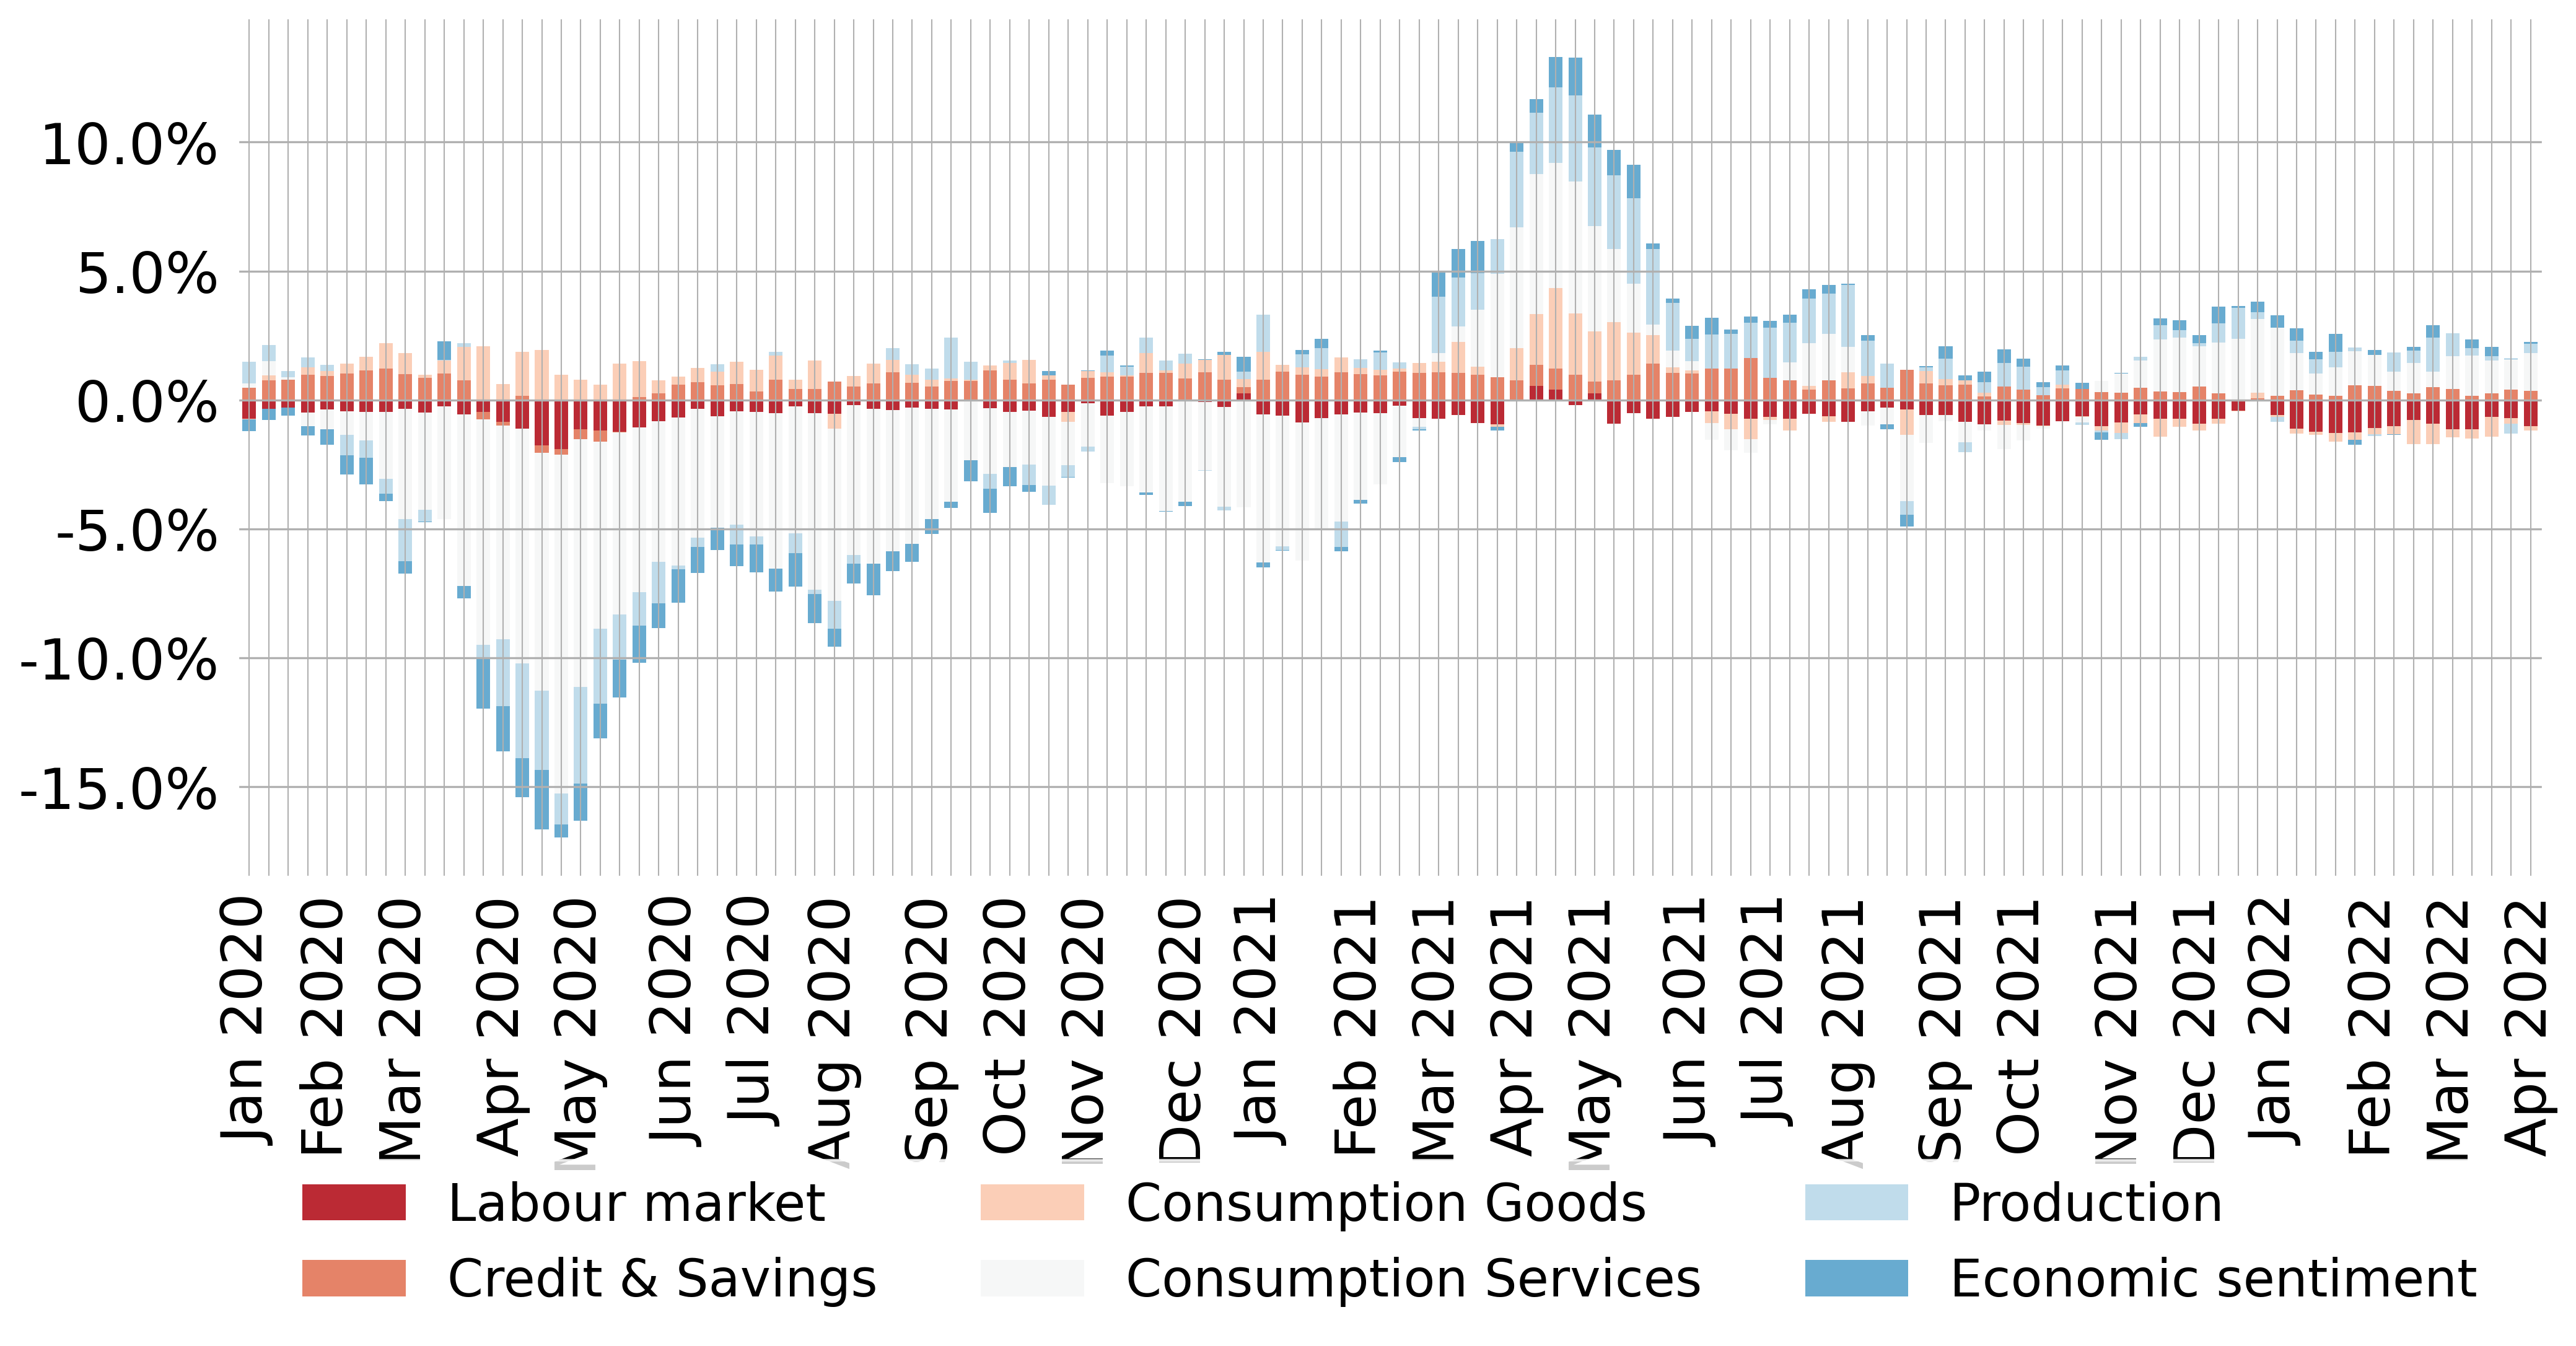 10.0%
5.0%
0.0%
-5.0%
-10.0%
-15.0%
Jan 2020
Feb 2020
Mar 2020
Apr 2020
May 2020
Jun 2020
Jul 2020
Aug 2020
Sep 2020
Oct 2020
Nov 2020
Dec 2020
Jan 2021
Feb 2021
Mar 2021
Apr 2021
May 2021
Jun 2021
Jul 2021
Aug 2021
Sep 2021
Oct 2021
Nov 2021
Dec 2021
Jan 2022
Feb 2022
Mar 2022
Apr 2022
Labour market
Credit & Savings
Consumption Goods
Consumption Services
Production
Economic sentiment